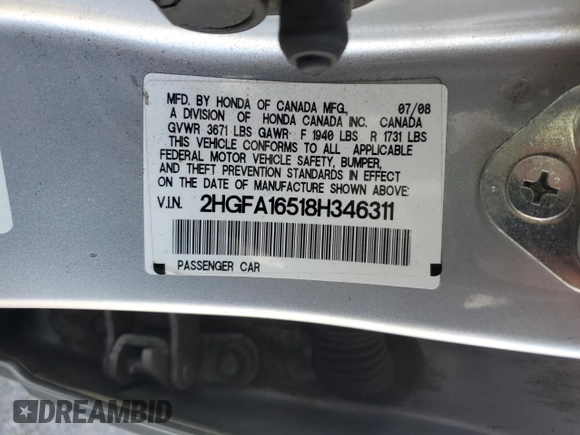 MFD. BY HONDA OF CANADA MFG., 07/08
A DIVISION OF HONDA CANADA INC. CANADA
GVWR 3671 LBS GAWR F 1940 LBS R 1731 LBS
THIS VEHICLE CONFORMS TO ALL APPLICABLE
FEDERAL MOTOR VEHICLE SAFETY, BUMPER,
AND THEFT PREVENTION STANDARDS IN EFFECT
ON THE DATE OF MANUFACTURE SHOWN ABOVE:
V.I.N. 2HGFA16518H346311
PASSENGER CAR
DREAMBID